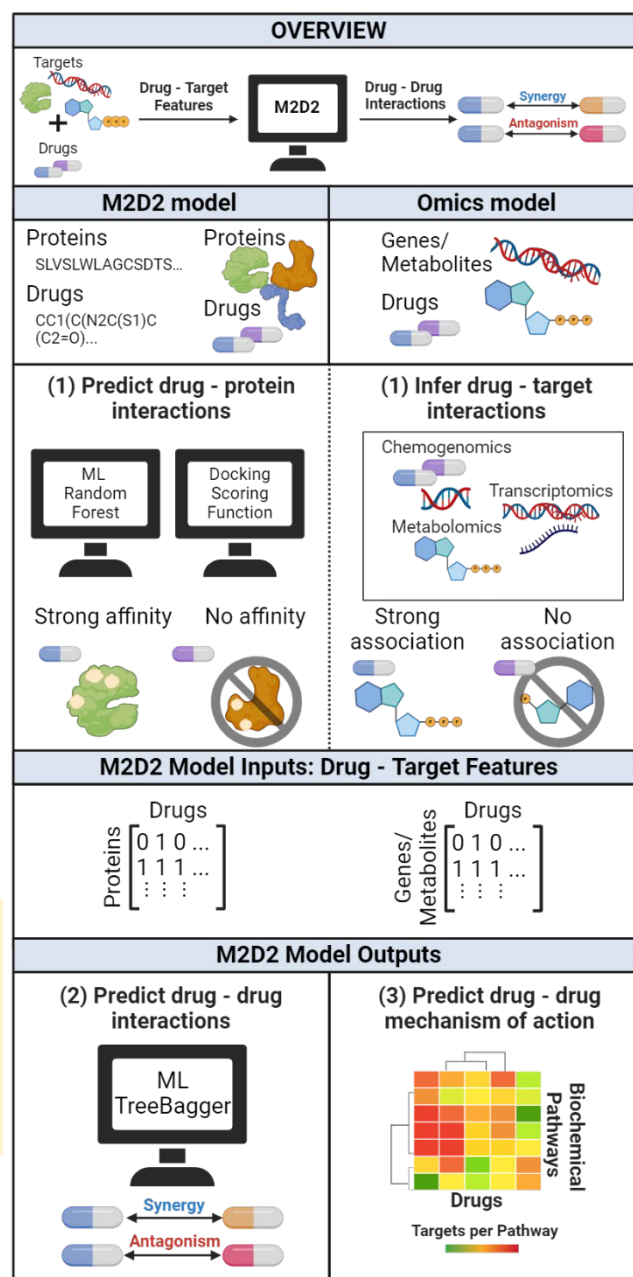 OVERVIEW
Targets
Drug - Target
Features
M2D2
Drug - Drug
Interactions
Synergy
Antagonism
+
Drugs
M2D2 model
Omics model
Proteins
SLVSLWLAGCSDTS...
Drugs
CC1(C(N2C(S1)C
(C2=O)...
Proteins
Drugs
Genes/
Metabolites
Drugs
(1) Predict drug - protein
interactions
ML
Random
Forest
Docking
Scoring
Function
Strong affinity
No affinity
(1) Infer drug - target
interactions
Chemogenomics
Transcriptomics
Metabolomics
Strong
association
No
association
M2D2 Model Inputs: Drug - Target Features
Drugs
Proteins
0 1 0 ...
1 1 1 ...
⋮ ⋮ ⋮
Drugs
Genes/
Metabolites
0 1 0 ...
1 1 1 ...
⋮ ⋮ ⋮
M2D2 Model Outputs
(2) Predict drug - drug
interactions
ML
TreeBagger
Synergy
Antagonism
(3) Predict drug - drug
mechanism of action
Biochemical
Pathways
Drugs
Targets per Pathway